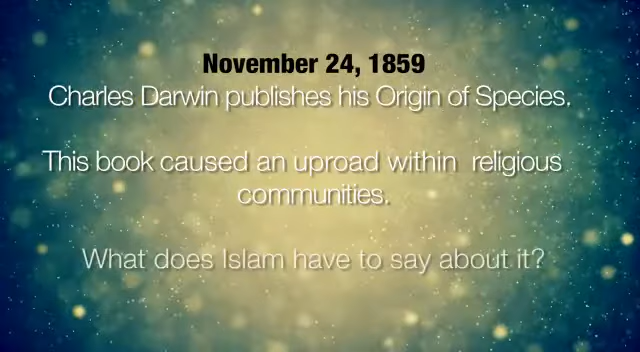 November 24, 1859
Charles Darwin publishes his Origin of Species.
This book caused an uproad within religious
communities.
What does Islam have to say about it?